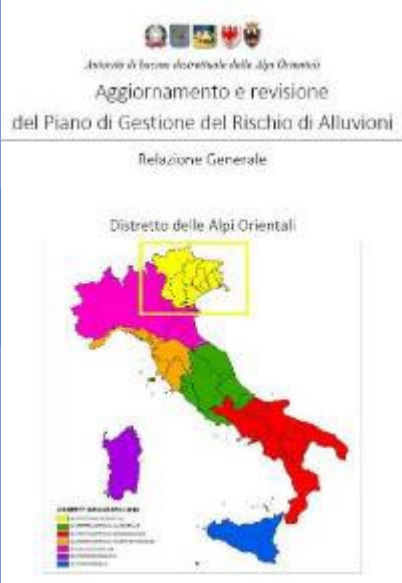 Autorità di bacino distrettuale delle Alpi Orientali
Aggiornamento e revisione
del Piano di Gestione del Rischio di Alluvioni
Relazione Generale
Distretto delle Alpi Orientali